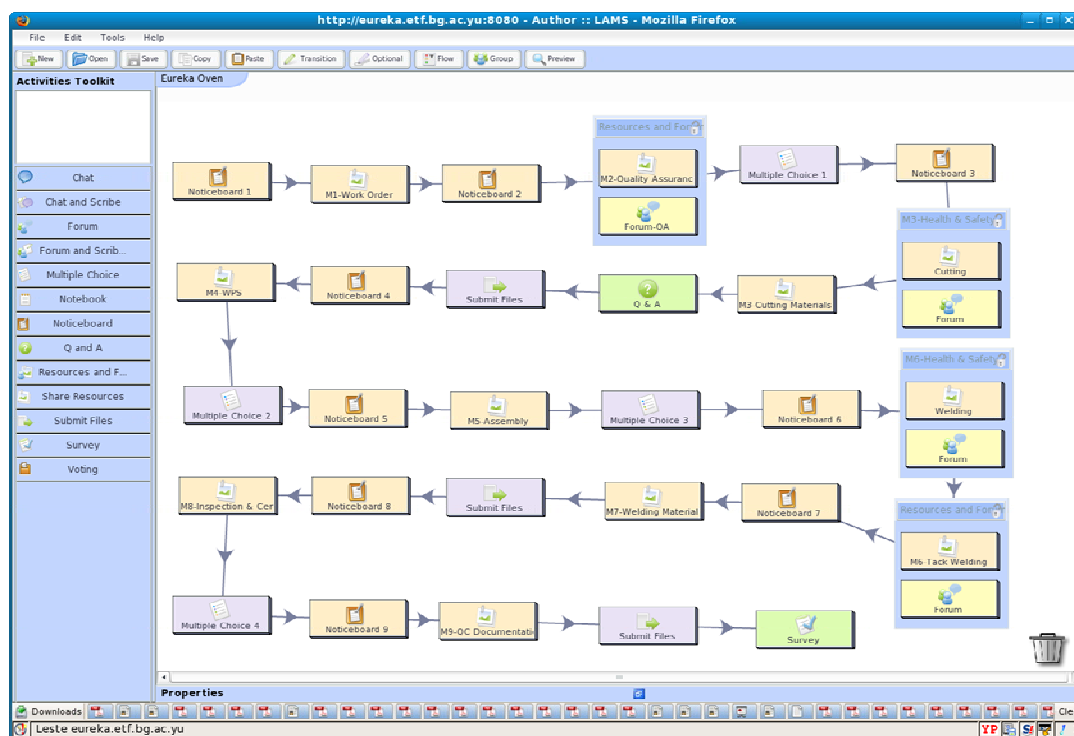 http://eureka.etf.bg.ac.yu:8080 - Author :: LAMS - Mozilla Firefox
File Edit Tools Help
New Open Save Copy Paste Transition Optional Flow Group Preview
Activities Toolkit
Chat
Chat and Scribe
Forum
Forum and Scrib...
Multiple Choice
Notebook
Noticeboard
Q and A
Resources and F...
Share Resources
Submit Files
Survey
Voting
Eureka Oven
Noticeboard 1
M1-Work Order
Noticeboard 2
Resources and For
M2-Quality Assuranc
Forum-QA
Multiple Choice 1
Noticeboard 3
M3-Health & Safety
Cutting
Forum
M3 Cutting Materials
Q & A
Submit Files
Noticeboard 4
M4-WPS
Multiple Choice 2
Noticeboard 5
M5-Assembly
Multiple Choice 3
Noticeboard 6
M6-Health & Safety
Welding
Forum
Resources and For
M6 Tack Welding
Forum
Noticeboard 7
M7-Welding Material
Submit Files
Noticeboard 8
M8-Inspection & Cer
Multiple Choice 4
Noticeboard 9
M9-QC Documentati
Submit Files
Survey
Properties
Downloads
Cle
Leste eureka.etf.bg.ac.yu
YP